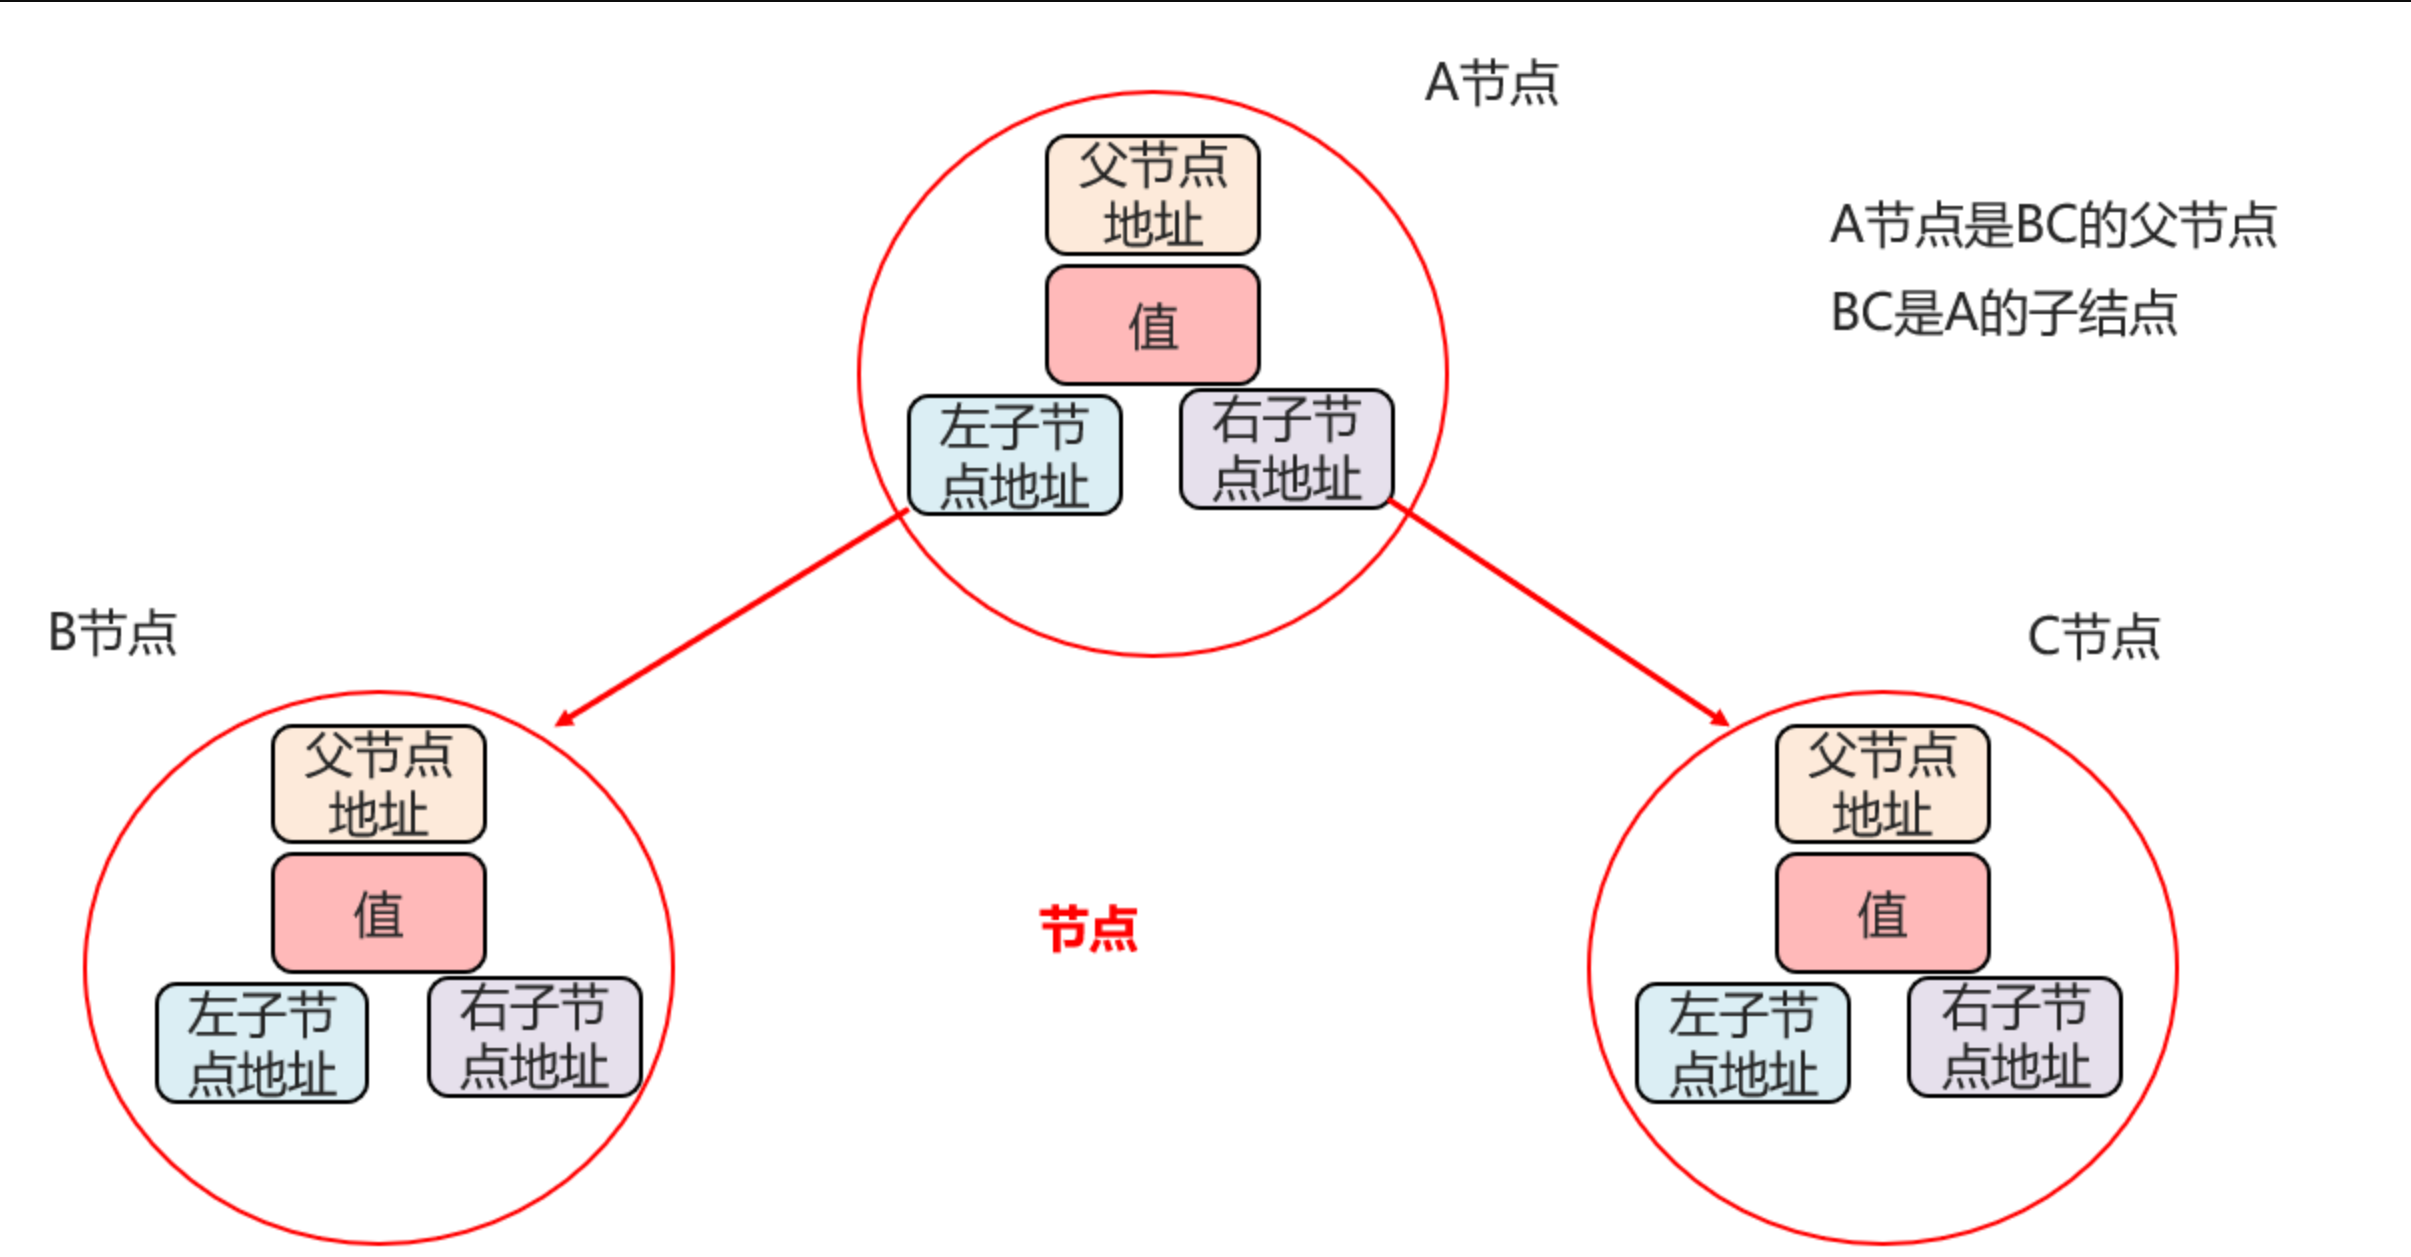 A节点
父节点
地址
值
左子节
点地址
右子节
点地址
A节点是BC的父节点
BC是A的子结点
B节点
父节点
地址
值
左子节
点地址
右子节
点地址
节点
C节点
父节点
地址
值
左子节
点地址
右子节
点地址